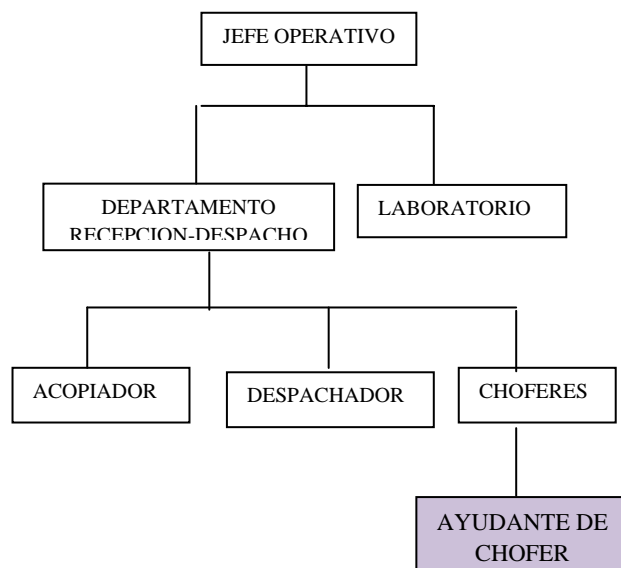 JEFE OPERATIVO
DEPARTAMENTO
RECEPCION-DESPACHO
LABORATORIO
ACOPIADOR
DESPACHADOR
CHOFERES
AYUDANTE DE
CHOFER